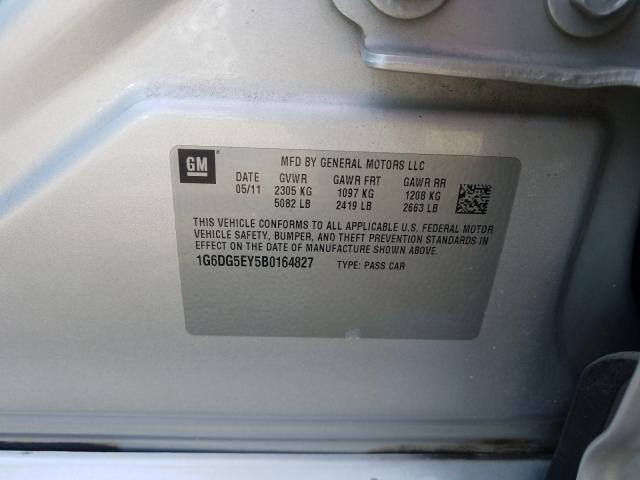 GM
MFD BY GENERAL MOTORS LLC
DATE GVWR GAWR FRT GAWR RR
05/11 2305 KG 1097 KG 1208 KG
5082 LB 2419 LB 2663 LB
THIS VEHICLE CONFORMS TO ALL APPLICABLE U.S. FEDERAL MOTOR
VEHICLE SAFETY, BUMPER, AND THEFT PREVENTION STANDARDS IN
EFFECT ON THE DATE OF MANUFACTURE SHOWN ABOVE.
1G6DG5EY5B0164827 TYPE: PASS CAR